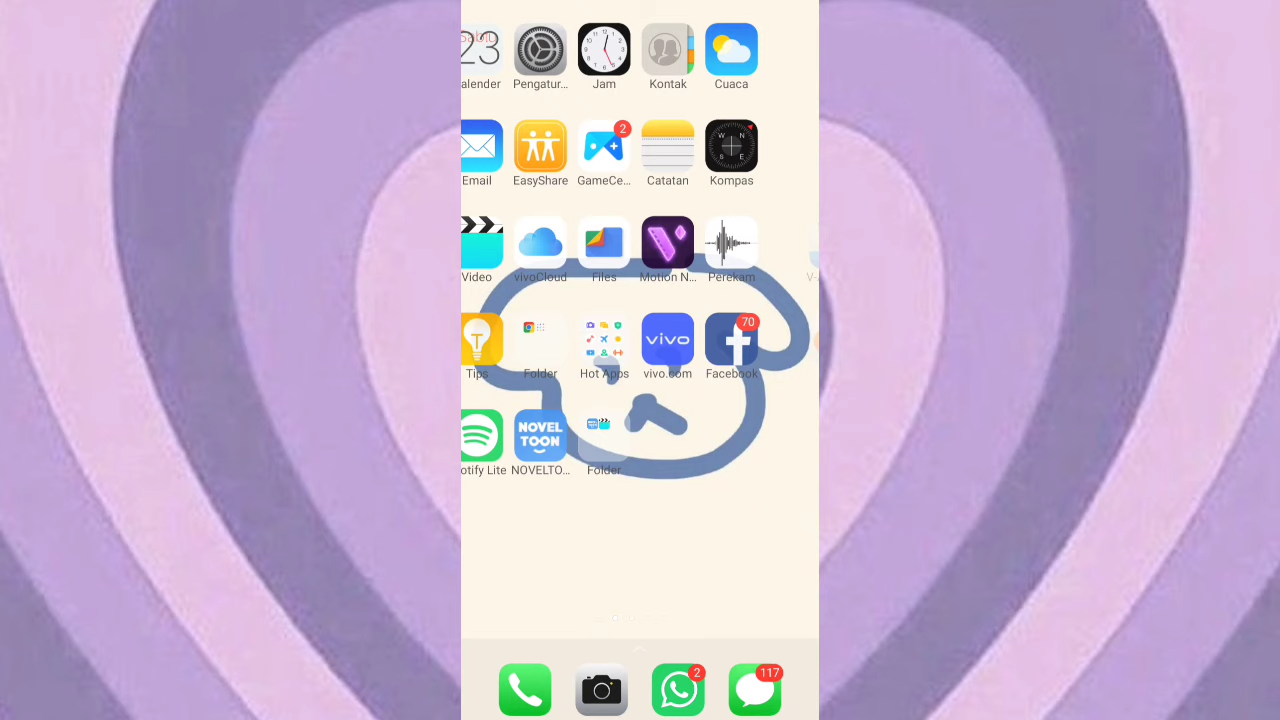 Sabtu
23
alender Pengatur... Jam Kontak Cuaca
W N S E
2
Email EasyShare GameCe... Catatan Kompas
Video vivoCloud Files Motion N... Perekam V-
vivo 70
Tips Folder Hot Apps vivo.com Facebook
NOVEL
TOON
otify Lite NOVELTO... Folder
2 117